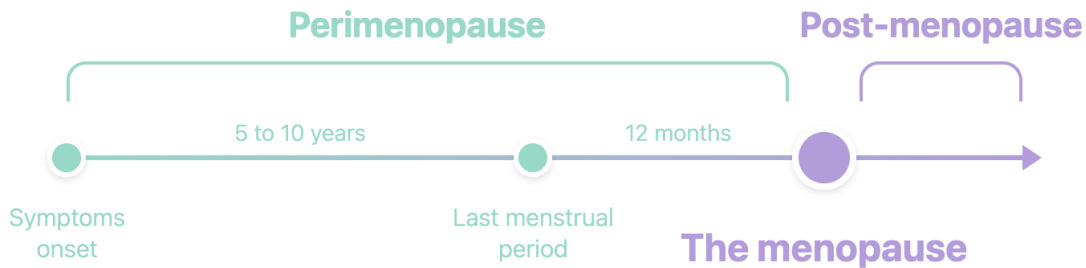 Perimenopause
Post-menopause
5 to 10 years
12 months
Symptoms
onset
Last menstrual
period
The menopause